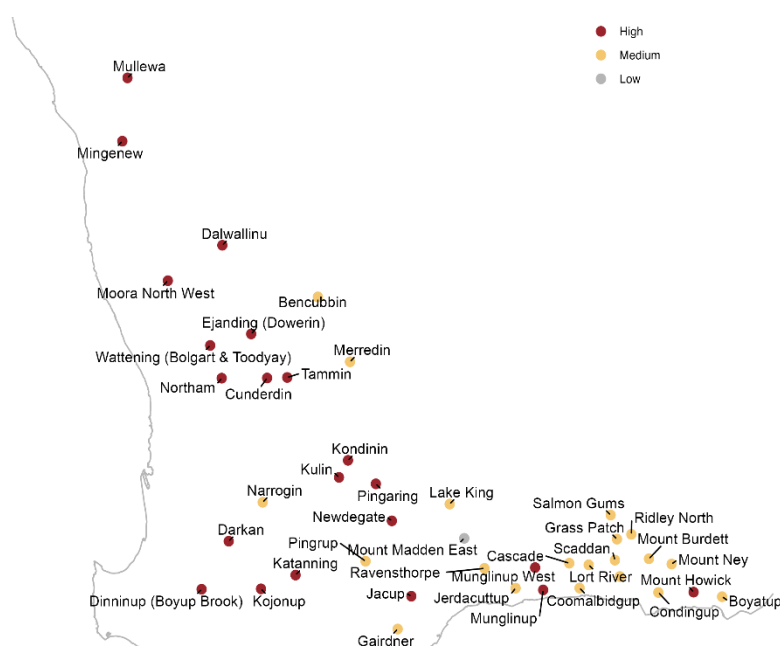 High
Mullewa
Medium
Low
Mingenew
Dalwallinu
Moora North West
Bencubbin
Ejanding (Dowerin)
Wattening (Bolgart & Toodyay)
Merredin
Tammin
Northam
Cunderdin
Kondinin
Kulin
Pingaring
Narrogin
Lake King
Newdegate
Salmon Gums
Ridley North
Grass Patch
Darkan
Pingrup
Mount Madden East
Mount Burdett
Cascade
Scaddan
Mount Ney
Katanning
Ravensthorpe
Munglinup West
Lort River
Mount Howick
Dinninup (Boyup Brook)
Kojonup
Jacup
Jerdacuttup
Coomalbidgup
Condingup
Boyatup
Munglinup
Gairdner